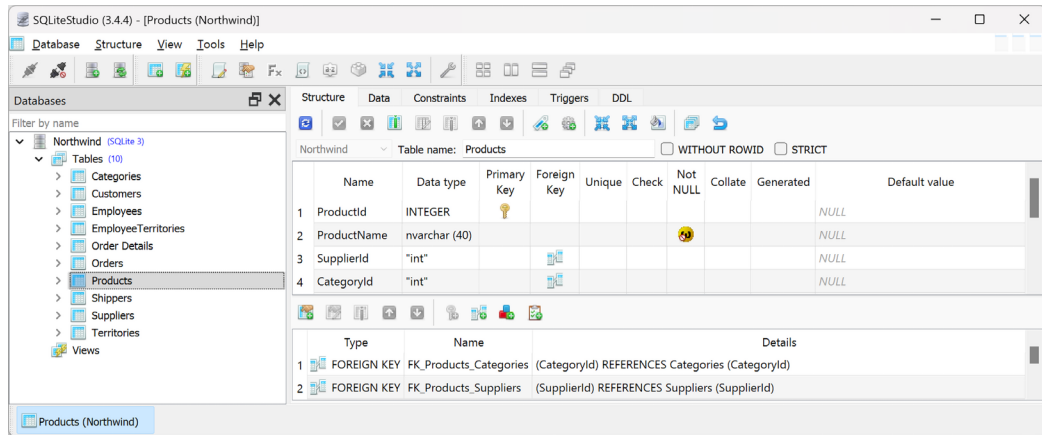 SQLiteStudio (3.4.4) - [Products (Northwind)]
Database Structure View Tools Help
Databases
Filter by name
Northwind (SQLite 3)
Tables (10)
Categories
Customers
Employees
EmployeeTerritories
Order Details
Orders
Products
Shippers
Suppliers
Territories
Views
Structure Data Constraints Indexes Triggers DDL
Northwind Table name: Products WITHOUT ROWID STRICT
Name Data type Primary Key Foreign Key Unique Check Not NULL Collate Generated Default value
1 ProductId INTEGER NULL
2 ProductName nvarchar (40) NULL
3 SupplierId "int" NULL
4 CategoryId "int" NULL
Type Name Details
1 FOREIGN KEY FK_Products_Categories (CategoryId) REFERENCES Categories (CategoryId)
2 FOREIGN KEY FK_Products_Suppliers (SupplierId) REFERENCES Suppliers (SupplierId)
Products (Northwind)